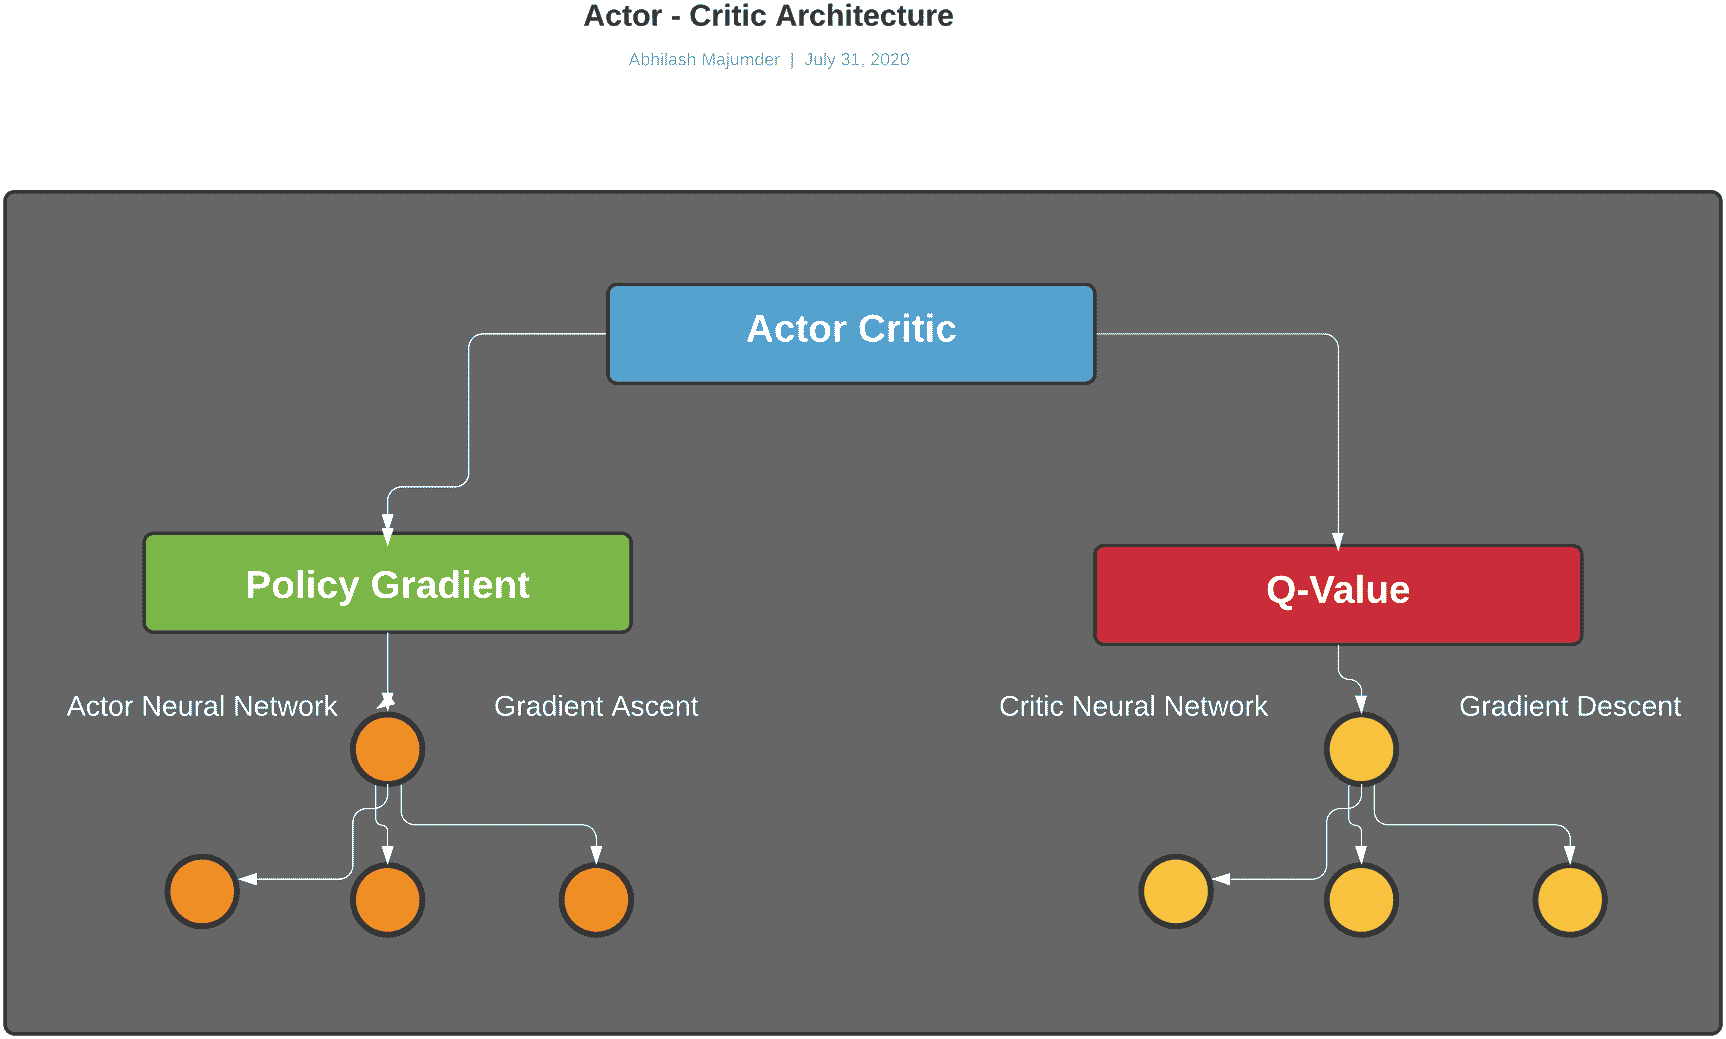 Actor - Critic Architecture
Abhilash Majumder | July 31, 2020
Actor Critic
Policy Gradient
Q-Value
Actor Neural Network
Gradient Ascent
Critic Neural Network
Gradient Descent